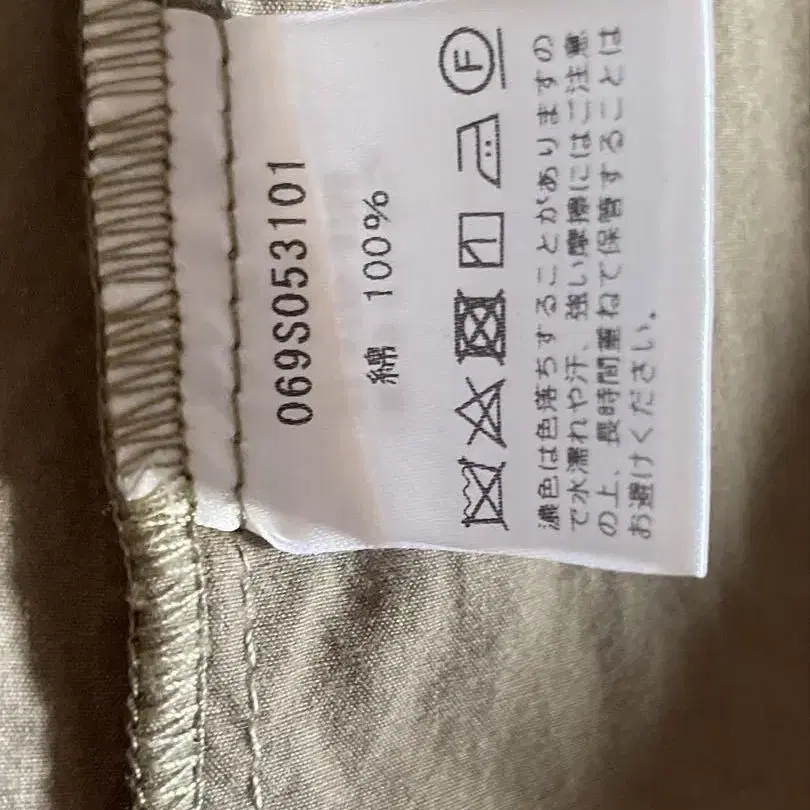 069S053101
綿 100%
F
濃色は色落ちすることがありますの
で水濡れや汗、強い摩擦にはご注意
の上、長時間重ねて保管することは
お避けください。